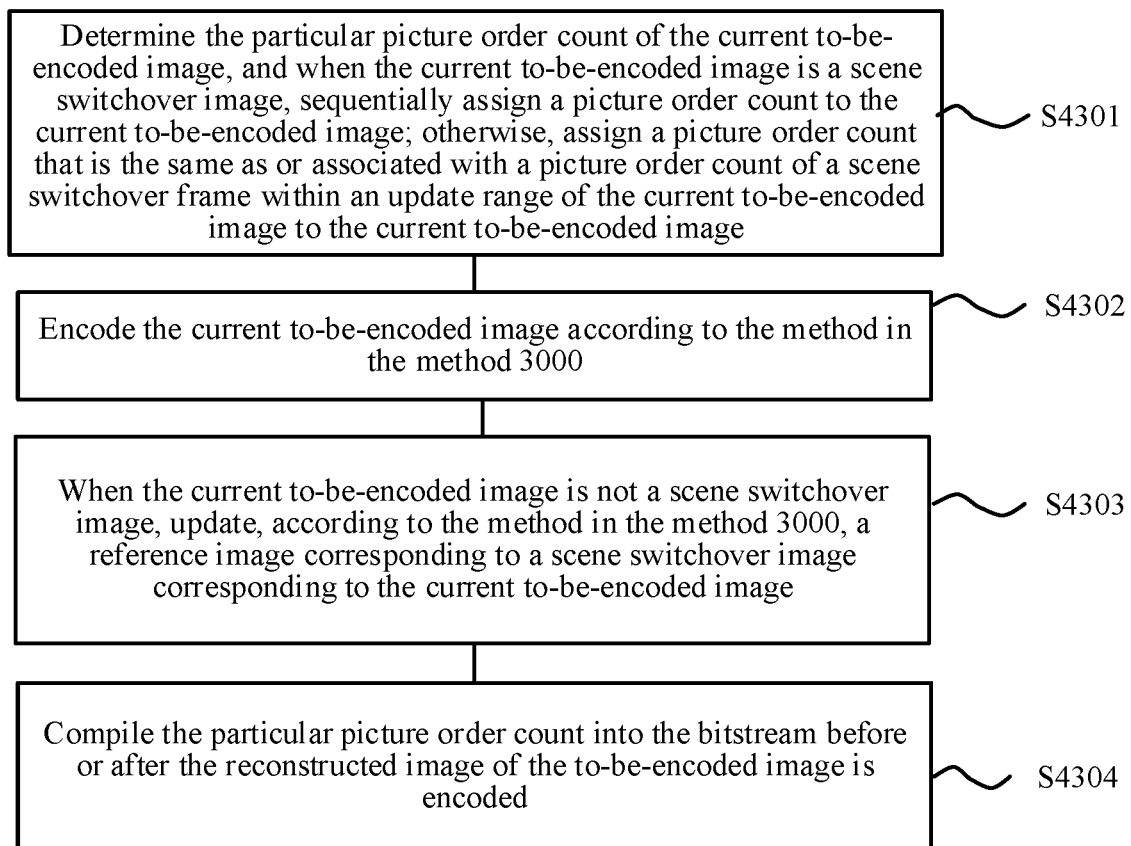 Determine the particular picture order count of the current to-be-
encoded image, and when the current to-be-encoded image is a scene
switchover image, sequentially assign a picture order count to the
current to-be-encoded image; otherwise, assign a picture order count
that is the same as or associated with a picture order count of a scene
switchover frame within an update range of the current to-be-encoded
image to the current to-be-encoded image
S4301
Encode the current to-be-encoded image according to the method in
the method 3000
S4302
When the current to-be-encoded image is not a scene switchover
image, update, according to the method in the method 3000, a
reference image corresponding to a scene switchover image
corresponding to the current to-be-encoded image
S4303
Compile the particular picture order count into the bitstream before
or after the reconstructed image of the to-be-encoded image is
encoded
S4304